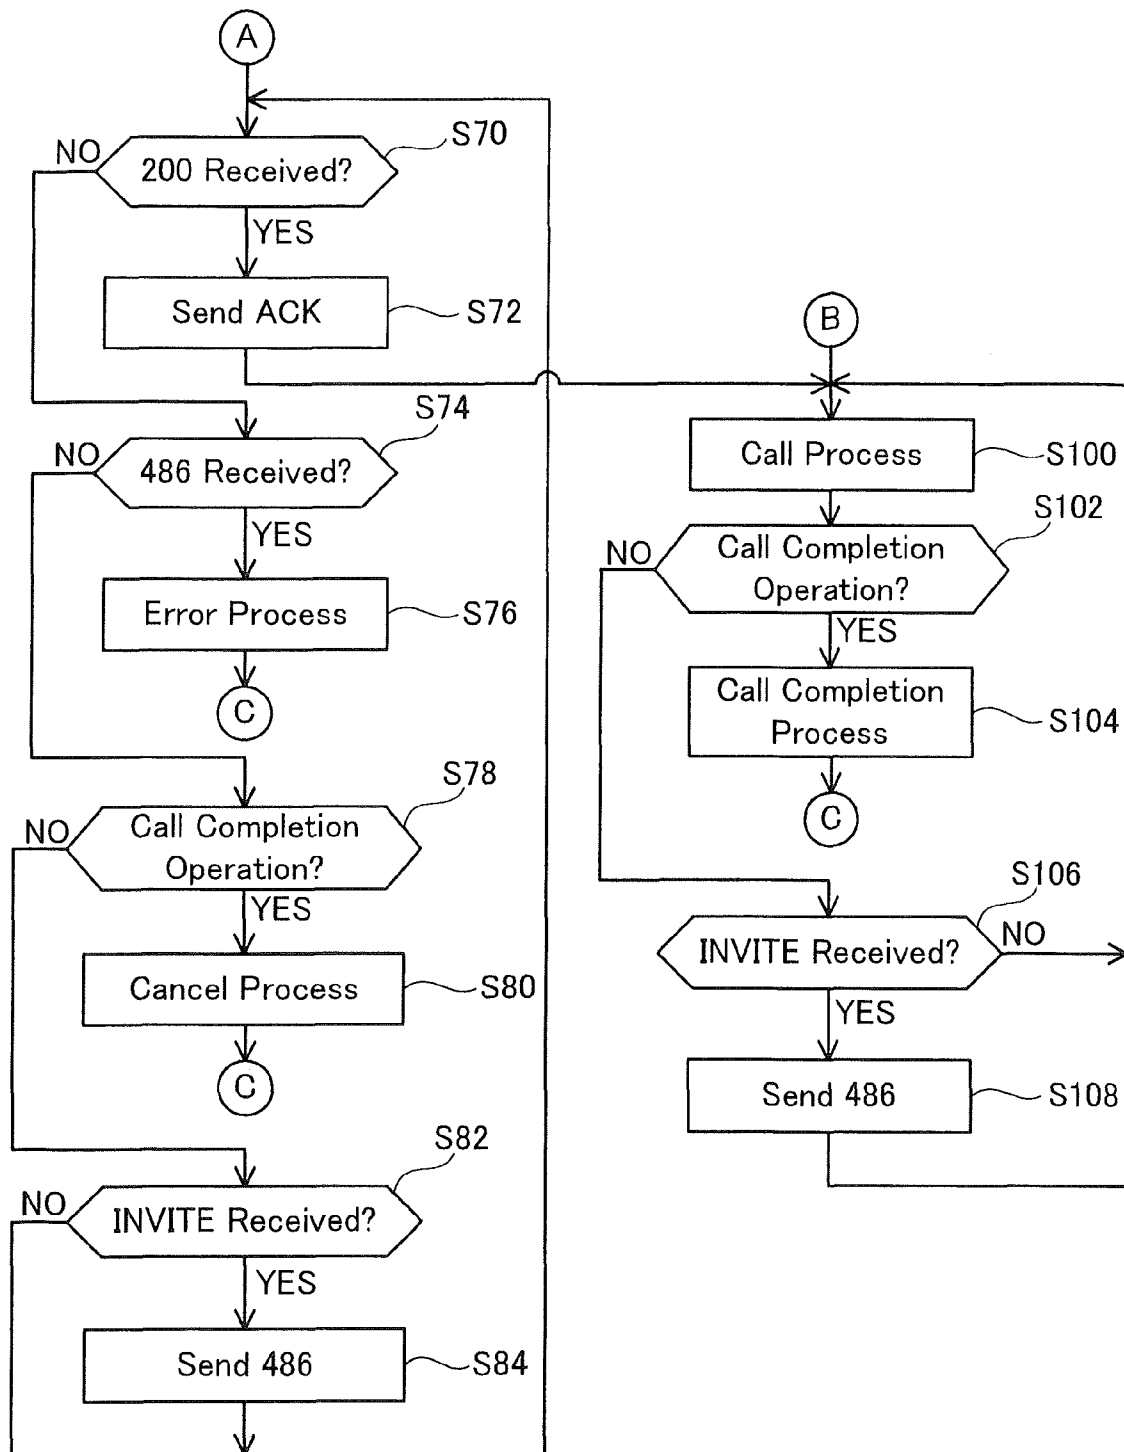 A
S70
NO
200 Received?
YES
Send ACK
S72
S74
NO
486 Received?
YES
Error Process
S76
C
S78
NO
Call Completion
Operation?
YES
Cancel Process
S80
C
S82
NO
INVITE Received?
YES
Send 486
S84
B
Call Process
S100
S102
NO
Call Completion
Operation?
YES
Call Completion
Process
S104
C
S106
INVITE Received?
NO
YES
Send 486
S108